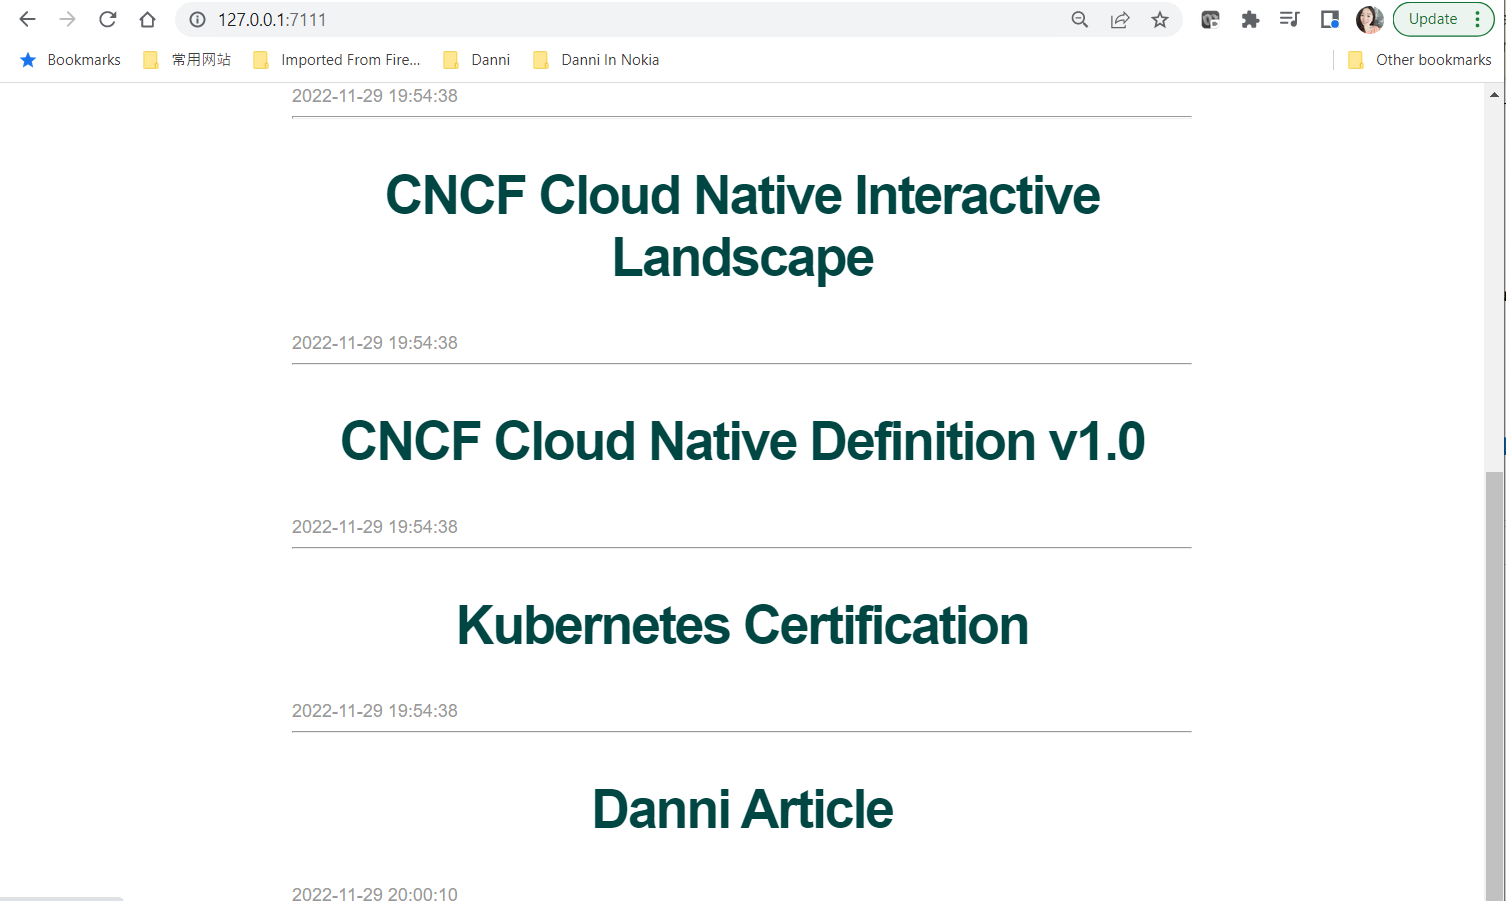 127.0.0.1:7111
Update
Bookmarks 常用网站 Imported From Fire... Danni Danni In Nokia Other bookmarks
2022-11-29 19:54:38
CNCF Cloud Native Interactive
Landscape
2022-11-29 19:54:38
CNCF Cloud Native Definition v1.0
2022-11-29 19:54:38
Kubernetes Certification
2022-11-29 19:54:38
Danni Article
2022-11-29 20:00:10